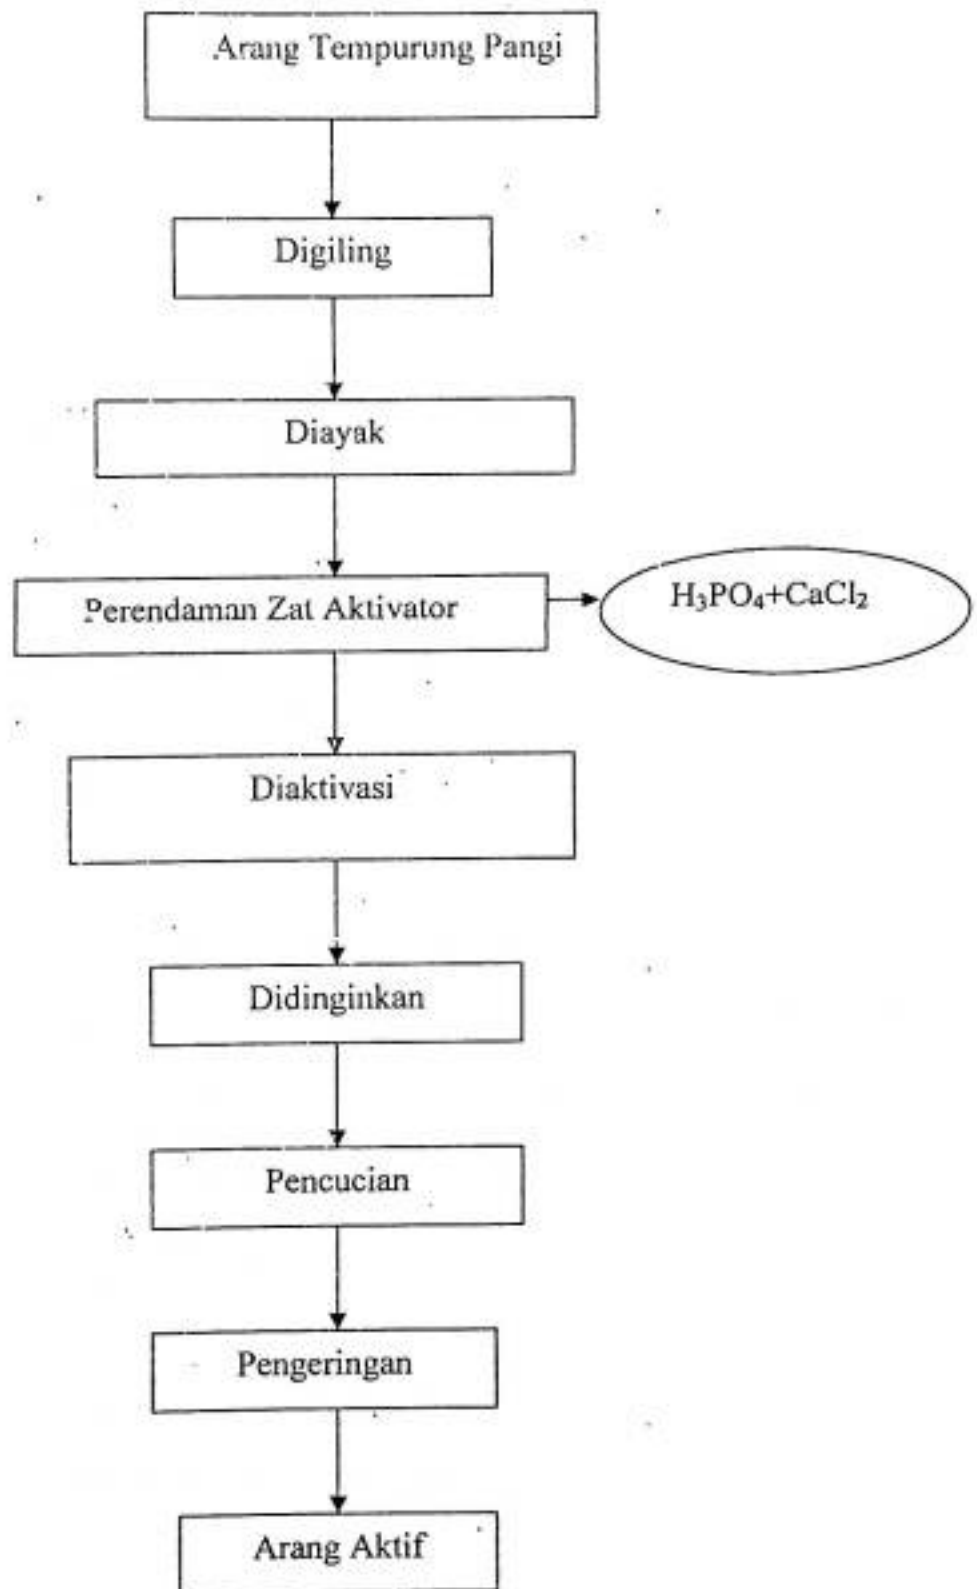 Arang Tempurung Pangi
Digiling
Diayak
Perendaman Zat Aktivator
H₃PO₄+CaCl₂
Diaktivasi
Didinginkan
Pencucian
Pengeringan
Arang Aktif